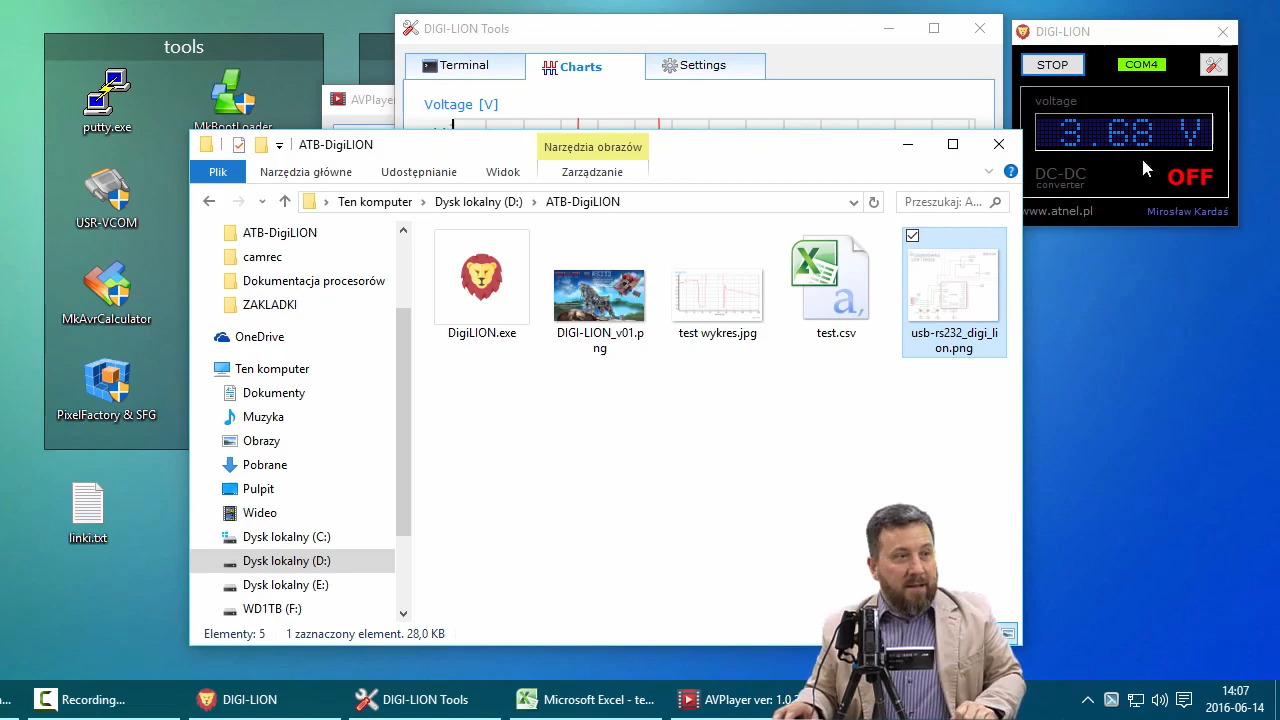 tools
putty.exe
MkBootLoader
USR-VCOM
MkAvrCalculator
PixelFactory & SFG
linki.txt
DIGI-LION Tools
Terminal
Charts
Settings
Voltage [V]
AVPlayer
DIGI-LION
STOP
COM4
voltage
3.68 V
DC-DC
converter
OFF
www.atnel.pl
Mirosław Kardaś
ATB-DigiLION
Narzędzia obrazów
Plik
Narzędzia główne
Udostępnianie
Widok
Zarządzanie
Ten komputer
Dysk lokalny (D:)
ATB-DigiLION
Przeszukaj: A...
ATB-DigiLION
camrec
Dokumentacja procesorów
ZAKLADKI
OneDrive
Ten komputer
Dokumenty
Muzyka
Obrazy
Pobrane
Pulpit
Wideo
Dysk lokalny (C:)
Dysk lokalny (D:)
Dysk lokalny (E:)
WD1TB (F:)
DigiLION.exe
DIGI-LION_v01.p
ng
test wykres.jpg
test.csv
usb-rs232_digi_li
on.png
Elementy: 5
1 zaznaczony element. 28,0 KB
a...
Recording...
DIGI-LION
DIGI-LION Tools
Microsoft Excel - te...
AVPlayer ver: 1.0.
14:07
2016-06-14